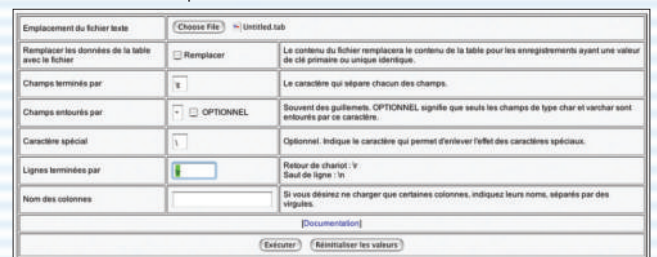 Emplacement du fichier texte
Choose File Untitled.tab
Remplacer les données de la table
avec le fichier
Remplacer
Le contenu du fichier remplacera le contenu de la table pour les enregistrements ayant une valeur
de clé primaire ou unique identique.
Champs terminés par
Le caractère qui sépare chacun des champs.
Champs entourés par
" OPTIONNEL
Souvent des guillemets. OPTIONNEL signifie que seuls les champs de type char et varchar sont
entourés par ce caractère.
Caractère spécial
\
Optionnel. Indique le caractère qui permet d'enlever l'effet des caractères spéciaux.
Lignes terminées par
Retour de chariot : \r
Saut de ligne : \n
Nom des colonnes
Si vous désirez ne charger que certaines colonnes, indiquez leurs noms, séparés par des
virgules.
[Documentation]
Exécuter Réinitialiser les valeurs